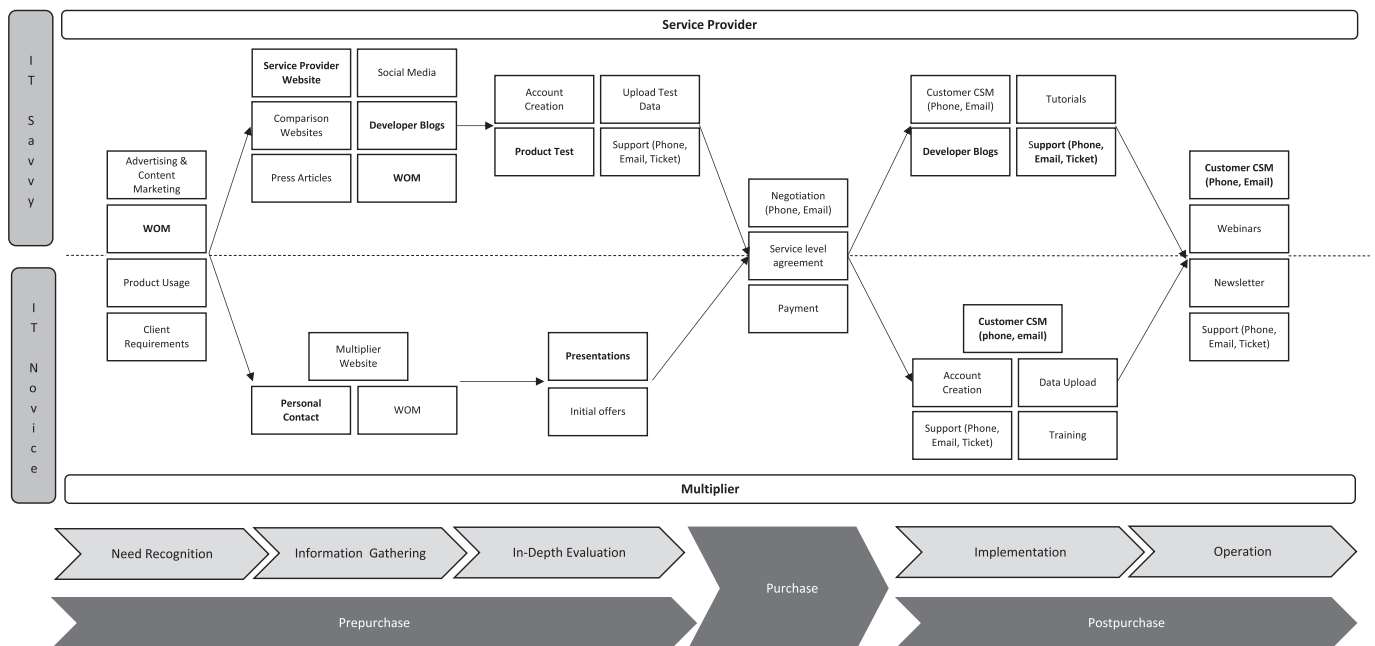 Service Provider
IT Savvy
Advertising &
Content
Marketing
WOM
Product Usage
Client
Requirements
Service Provider
Website
Social Media
Comparison
Websites
Developer Blogs
Press Articles
WOM
Account
Creation
Upload Test
Data
Product Test
Support (Phone,
Email, Ticket)
Negotiation
(Phone, Email)
Service level
agreement
Payment
Customer CSM
(Phone, Email)
Tutorials
Developer Blogs
Support (Phone,
Email, Ticket)
Customer CSM
(Phone, Email)
Webinars
Newsletter
Support (Phone,
Email, Ticket)
IT Novice
Multiplier
Website
Personal
Contact
WOM
Presentations
Initial offers
Customer CSM
(phone, email)
Account
Creation
Data Upload
Support (Phone,
Email, Ticket)
Training
Multiplier
Need Recognition
Information Gathering
In-Depth Evaluation
Purchase
Implementation
Operation
Prepurchase
Postpurchase